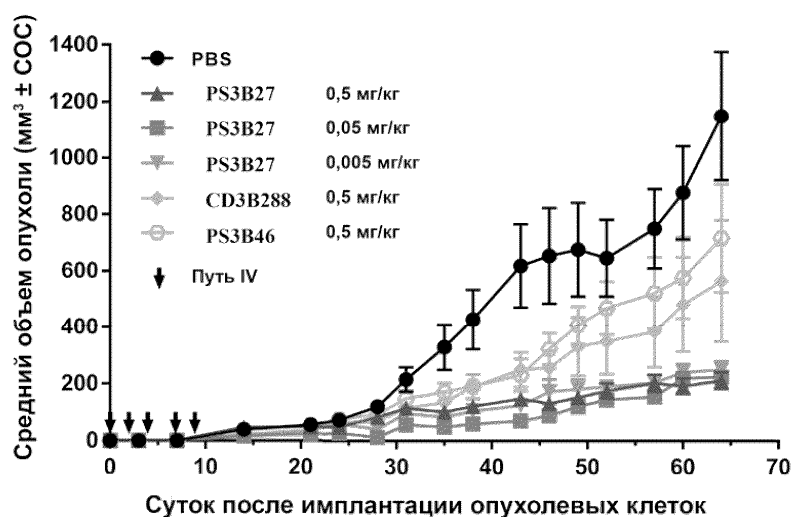 Средний объем опухоли (мм³ ± СОС)
1400
1200
1000
800
600
400
200
0
PBS
PS3B27 0,5 мг/кг
PS3B27 0,05 мг/кг
PS3B27 0,005 мг/кг
CD3B288 0,5 мг/кг
PS3B46 0,5 мг/кг
Путь IV
0 10 20 30 40 50 60 70
Суток после имплантации опухолевых клеток